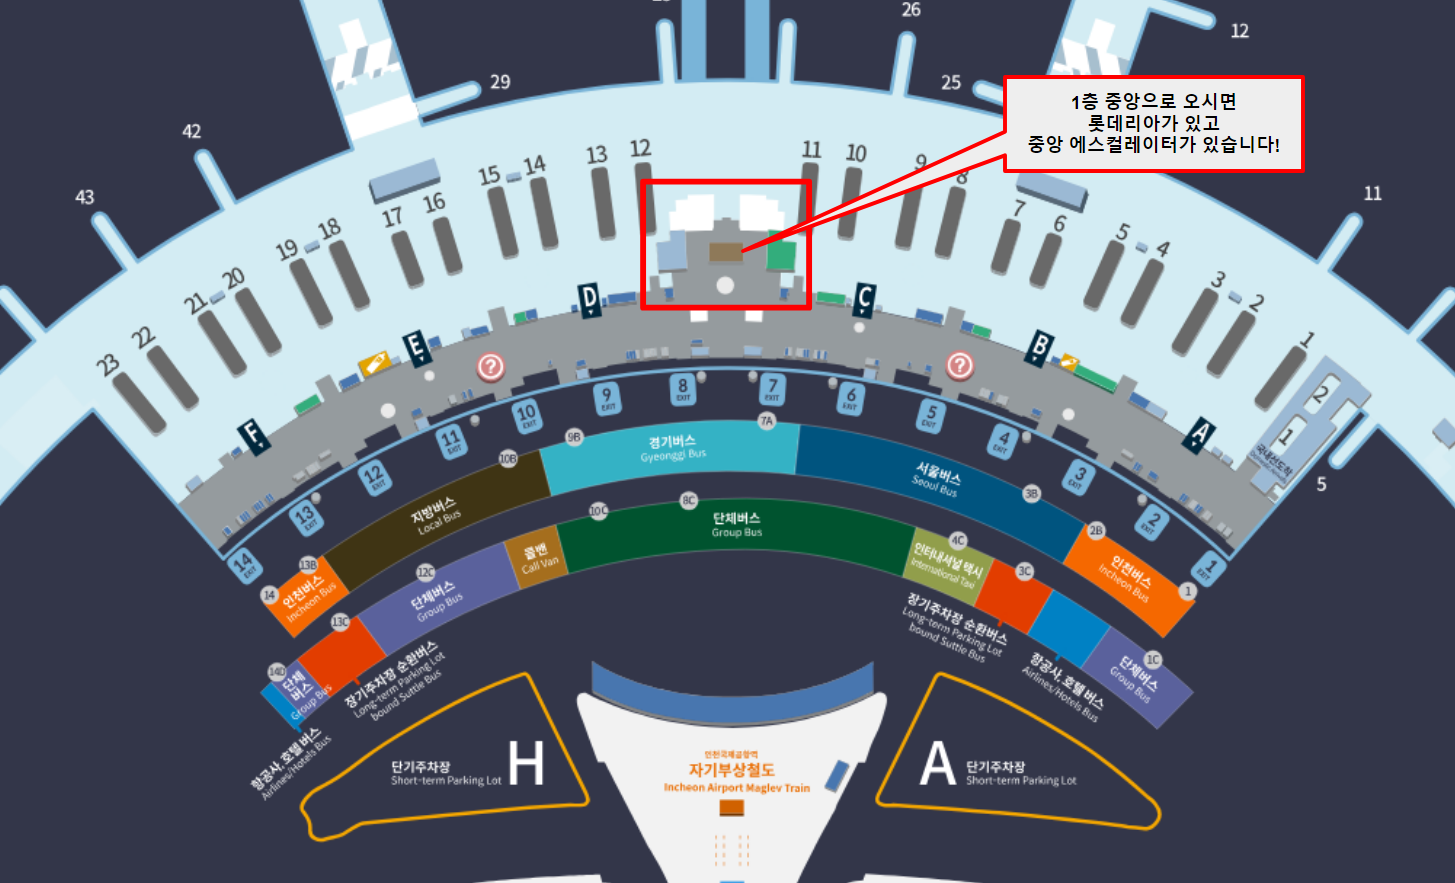 26
12
29
25
1층 중앙으로 오시면
롯데리아가 있고
중앙 에스컬레이터가 있습니다!
42
43
11
5
23
22
21
20
19
18
17
16
15
14
13
12
11
10
9
8
7
6
5
4
3
2
1
2
1
국내선도착
F
E
D
C
B
A
?
?
14
EXIT
13
EXIT
12
EXIT
11
EXIT
10
EXIT
9
EXIT
8
EXIT
7
EXIT
6
EXIT
5
EXIT
4
EXIT
3
EXIT
2
EXIT
1
EXIT
14
13B
인천버스
Incheon Bus
10B
지방버스
Local Bus
9B
경기버스
Gyeonggi Bus
7A
서울버스
Seoul Bus
3B
2B
인천버스
Incheon Bus
1
14D
단체
버스
Group Bus
항공사, 호텔 버스
Airlines/Hotels Bus
13C
장기주차장 순환버스
Long-term Parking Lot
bound Suttle Bus
12C
단체버스
Group Bus
콜밴
Call Van
10C
8C
단체버스
Group Bus
4C
인터내셔널 택시
International Taxi
3C
장기주차장 순환버스
Long-term Parking Lot
bound Suttle Bus
항공사, 호텔 버스
Airlines/Hotels Bus
1C
단체버스
Group Bus
단기주차장
Short-term Parking Lot
H
인천국제공항역
자기부상철도
Incheon Airport Maglev Train
A
단기주차장
Short-term Parking Lot